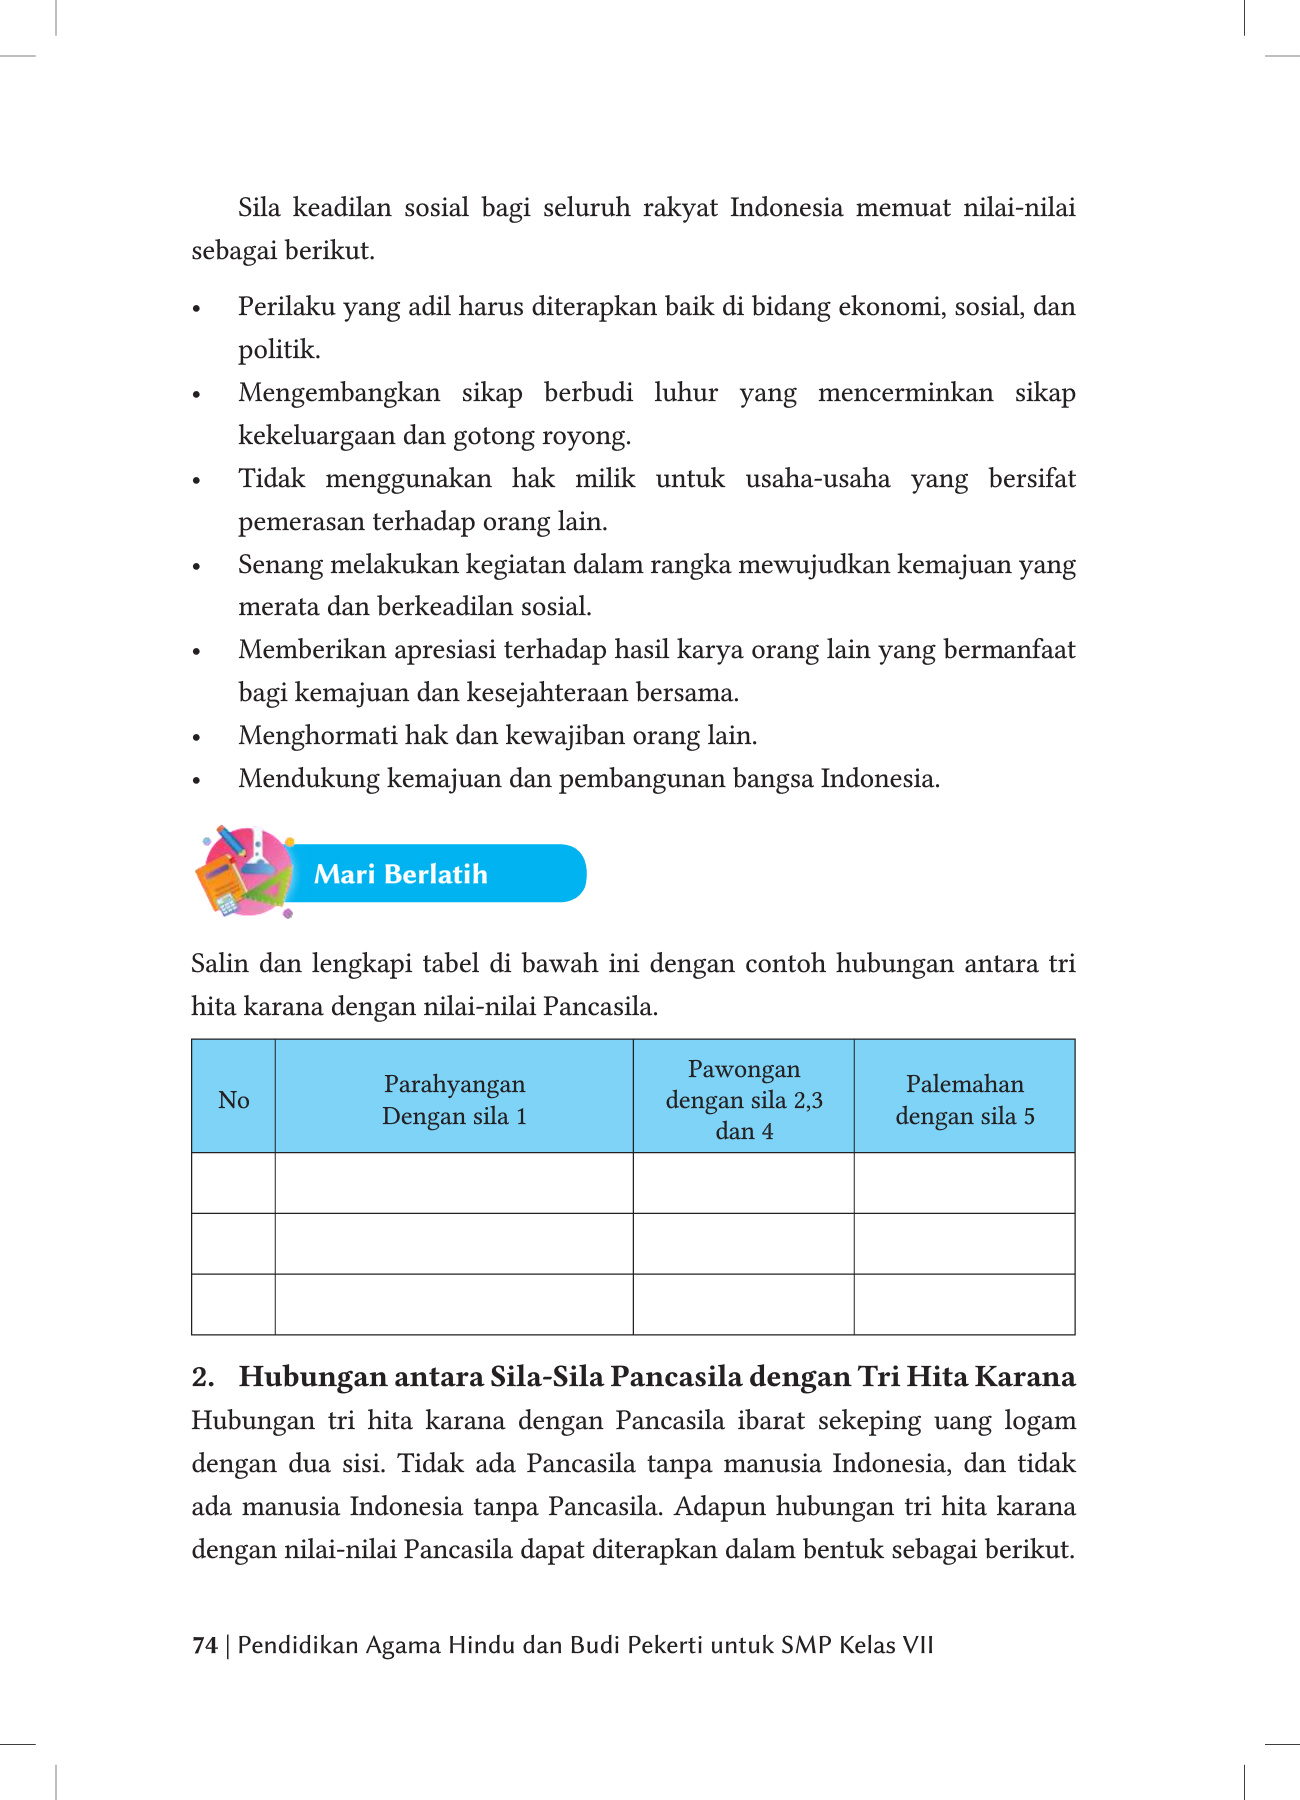 Sila keadilan sosial bagi seluruh rakyat Indonesia memuat nilai-nilai
sebagai berikut.
• Perilaku yang adil harus diterapkan baik di bidang ekonomi, sosial, dan
politik.
• Mengembangkan sikap berbudi luhur yang mencerminkan sikap
kekeluargaan dan gotong royong.
• Tidak menggunakan hak milik untuk usaha-usaha yang bersifat
pemerasan terhadap orang lain.
• Senang melakukan kegiatan dalam rangka mewujudkan kemajuan yang
merata dan berkeadilan sosial.
• Memberikan apresiasi terhadap hasil karya orang lain yang bermanfaat
bagi kemajuan dan kesejahteraan bersama.
• Menghormati hak dan kewajiban orang lain.
• Mendukung kemajuan dan pembangunan bangsa Indonesia.
Mari Berlatih
Salin dan lengkapi tabel di bawah ini dengan contoh hubungan antara tri
hita karana dengan nilai-nilai Pancasila.
No
Parahyangan
Dengan sila 1
Pawongan
dengan sila 2,3
dan 4
Palemahan
dengan sila 5
2. Hubungan antara Sila-Sila Pancasila dengan Tri Hita Karana
Hubungan tri hita karana dengan Pancasila ibarat sekeping uang logam
dengan dua sisi. Tidak ada Pancasila tanpa manusia Indonesia, dan tidak
ada manusia Indonesia tanpa Pancasila. Adapun hubungan tri hita karana
dengan nilai-nilai Pancasila dapat diterapkan dalam bentuk sebagai berikut.
74 | Pendidikan Agama Hindu dan Budi Pekerti untuk SMP Kelas VII